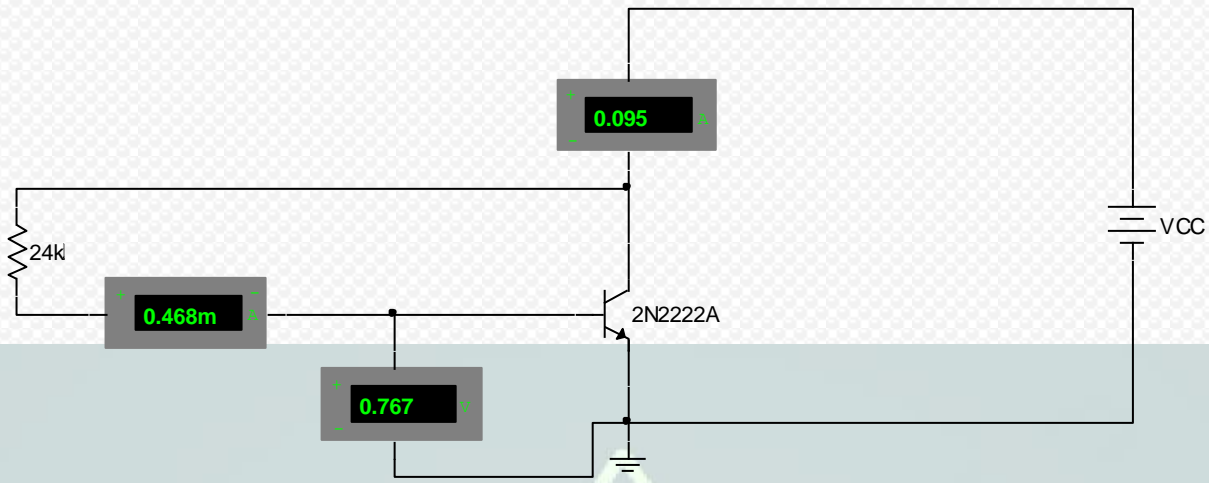 +
0.095 A
-
24k
VCC
+ -
0.468m A
2N2222A
+
0.767 V
-